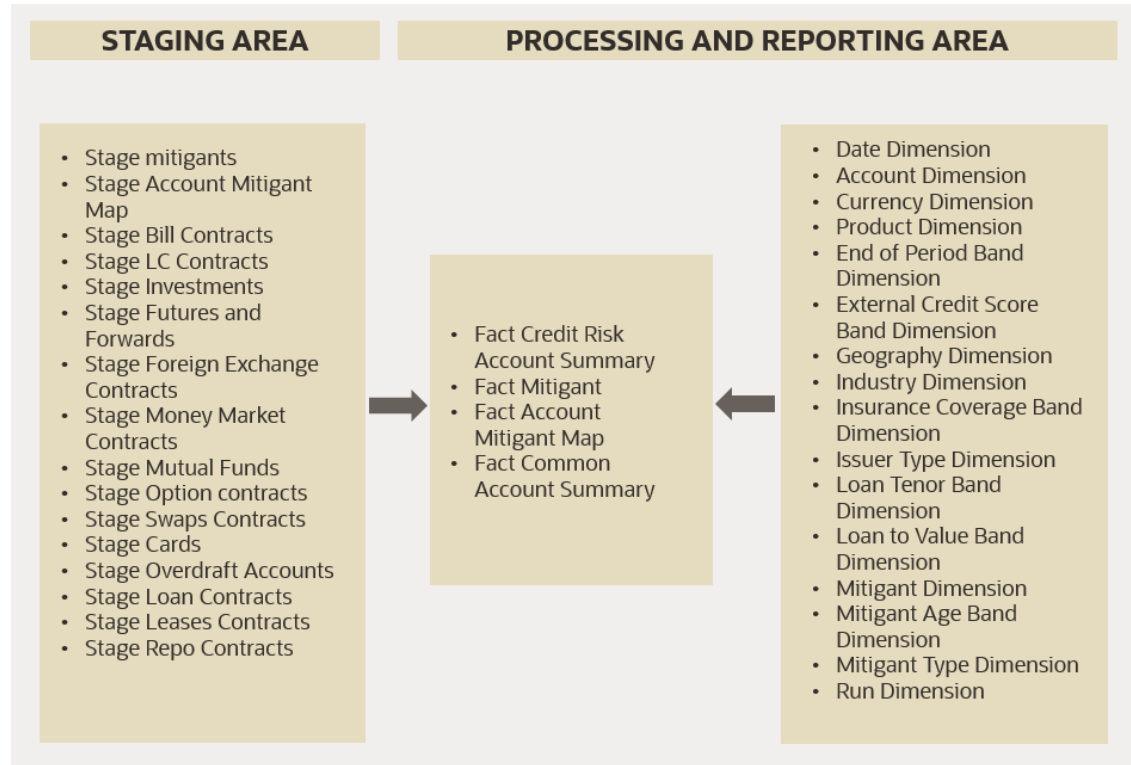 STAGING AREA
PROCESSING AND REPORTING AREA
• Stage mitigants
• Stage Account Mitigant
Map
• Stage Bill Contracts
• Stage LC Contracts
• Stage Investments
• Stage Futures and
Forwards
• Stage Foreign Exchange
Contracts
• Stage Money Market
Contracts
• Stage Mutual Funds
• Stage Option contracts
• Stage Swaps Contracts
• Stage Cards
• Stage Overdraft Accounts
• Stage Loan Contracts
• Stage Leases Contracts
• Stage Repo Contracts
• Fact Credit Risk
Account Summary
• Fact Mitigant
• Fact Account
Mitigant Map
• Fact Common
Account Summary
• Date Dimension
• Account Dimension
• Currency Dimension
• Product Dimension
• End of Period Band
Dimension
• External Credit Score
Band Dimension
• Geography Dimension
• Industry Dimension
• Insurance Coverage Band
Dimension
• Issuer Type Dimension
• Loan Tenor Band
Dimension
• Loan to Value Band
Dimension
• Mitigant Dimension
• Mitigant Age Band
Dimension
• Mitigant Type Dimension
• Run Dimension